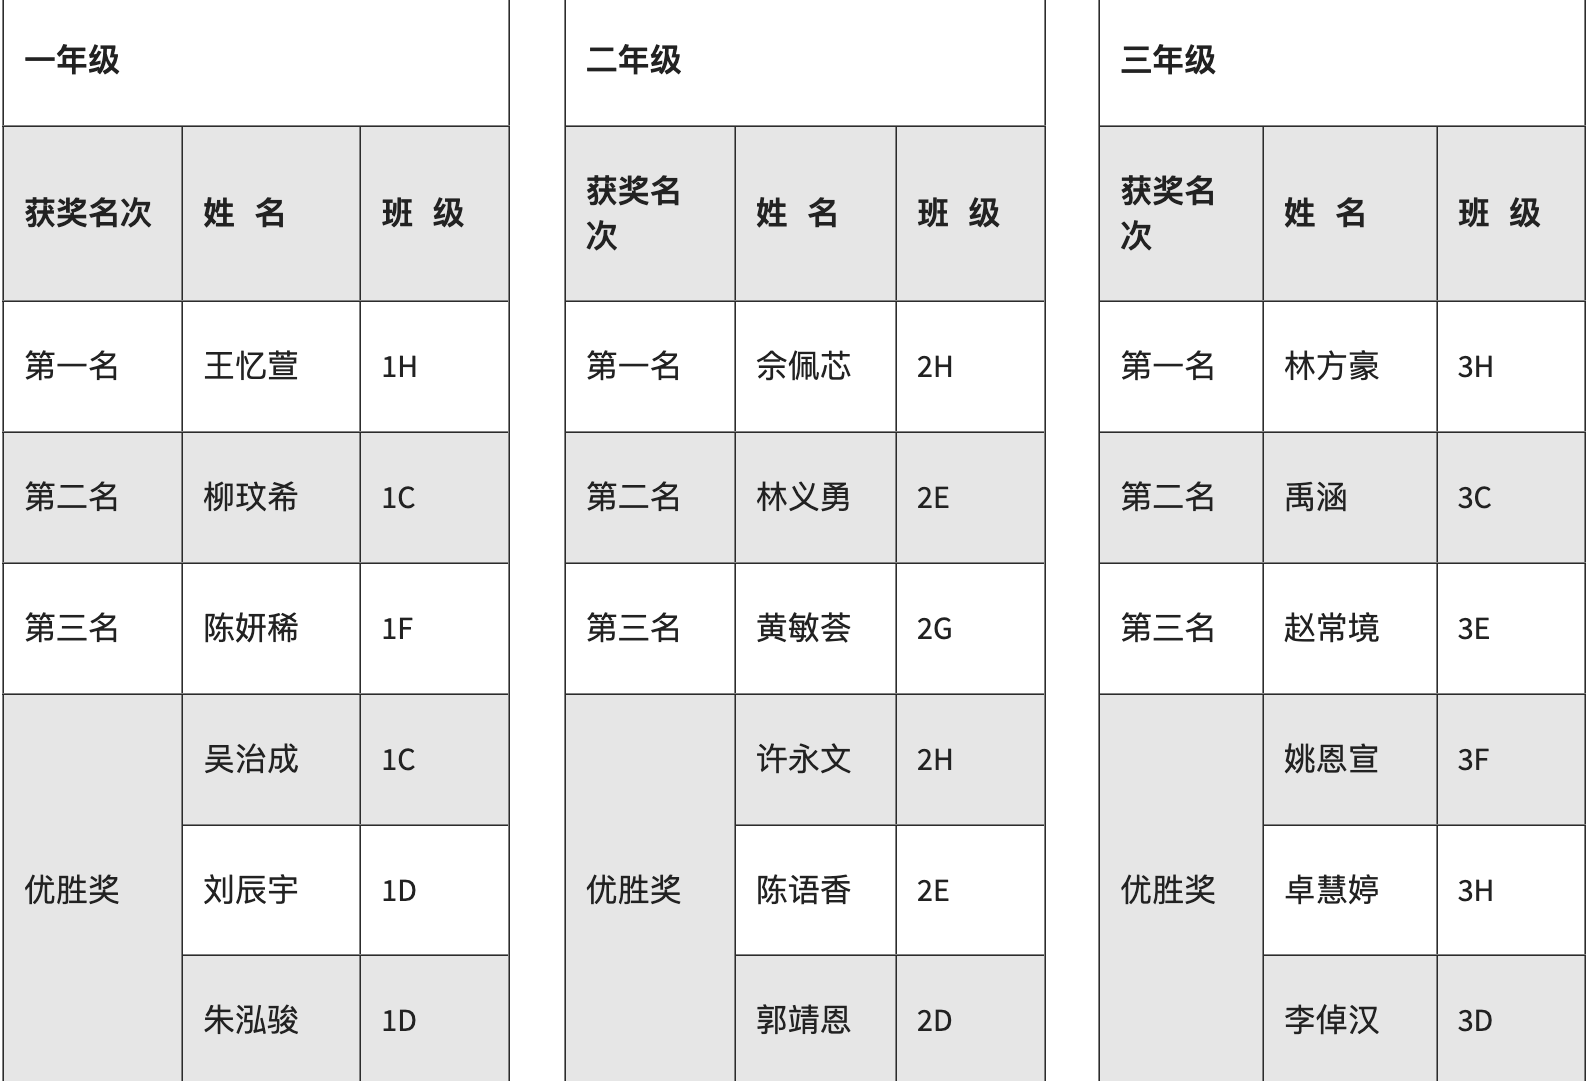 一年级
获奖名次 姓 名 班 级
第一名 王忆萱 1H
第二名 柳玟希 1C
第三名 陈妍稀 1F
优胜奖
吴治成 1C
刘辰宇 1D
朱泓骏 1D
二年级
获奖名
次
姓 名 班 级
第一名 佘佩芯 2H
第二名 林义勇 2E
第三名 黄敏荟 2G
优胜奖
许永文 2H
陈语香 2E
郭靖恩 2D
三年级
获奖名
次
姓 名 班 级
第一名 林方豪 3H
第二名 禹涵 3C
第三名 赵常境 3E
优胜奖
姚恩宣 3F
卓慧婷 3H
李倬汉 3D